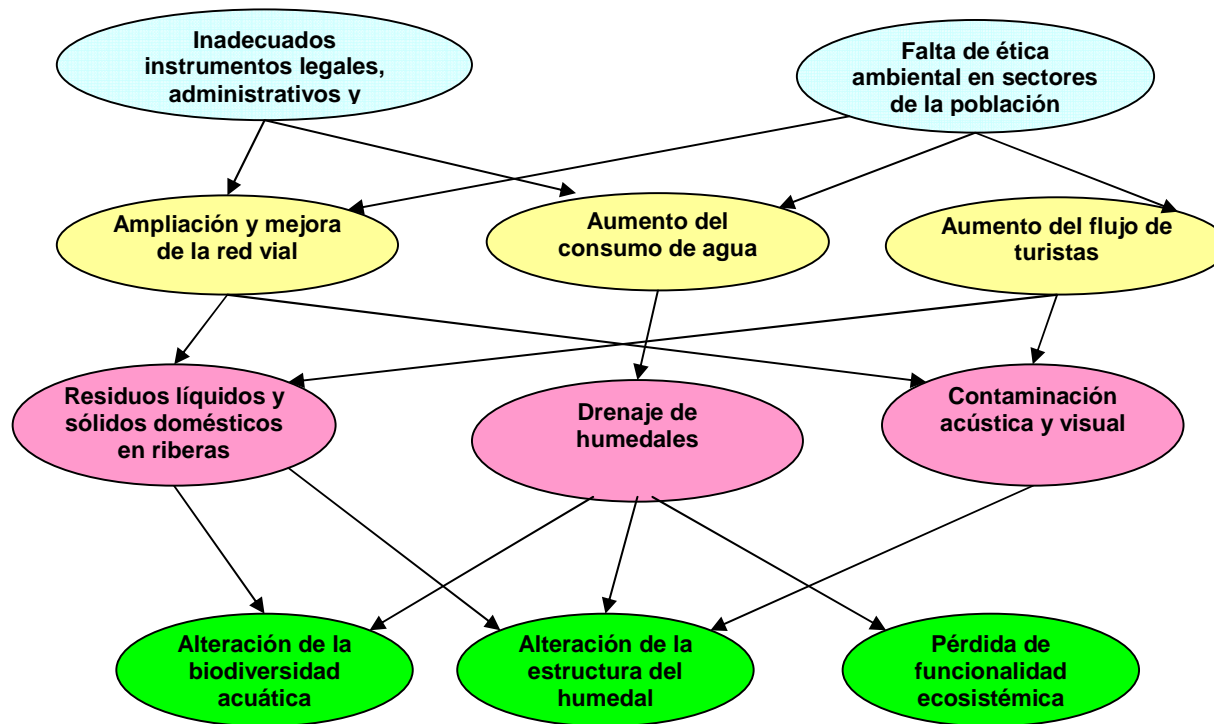 Inadecuados
instrumentos legales,
administrativos y
Falta de ética
ambiental en sectores
de la población
Ampliación y mejora
de la red vial
Aumento del
consumo de agua
Aumento del flujo de
turistas
Residuos líquidos y
sólidos domésticos
en riberas
Drenaje de
humedales
Contaminación
acústica y visual
Alteración de la
biodiversidad
acuática
Alteración de la
estructura del
humedal
Pérdida de
funcionalidad
ecosistémica